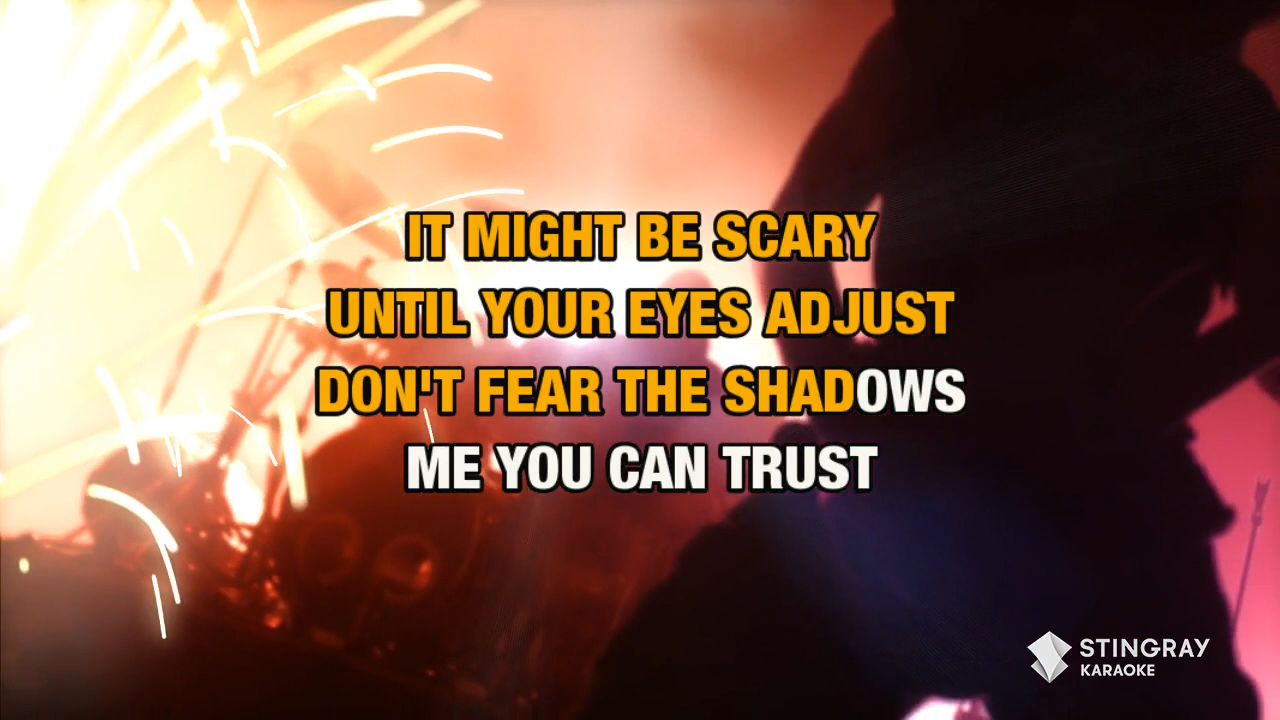 IT MIGHT BE SCARY
UNTIL YOUR EYES ADJUST
DON'T FEAR THE SHADOWS
ME YOU CAN TRUST
STINGRAY
KARAOKE